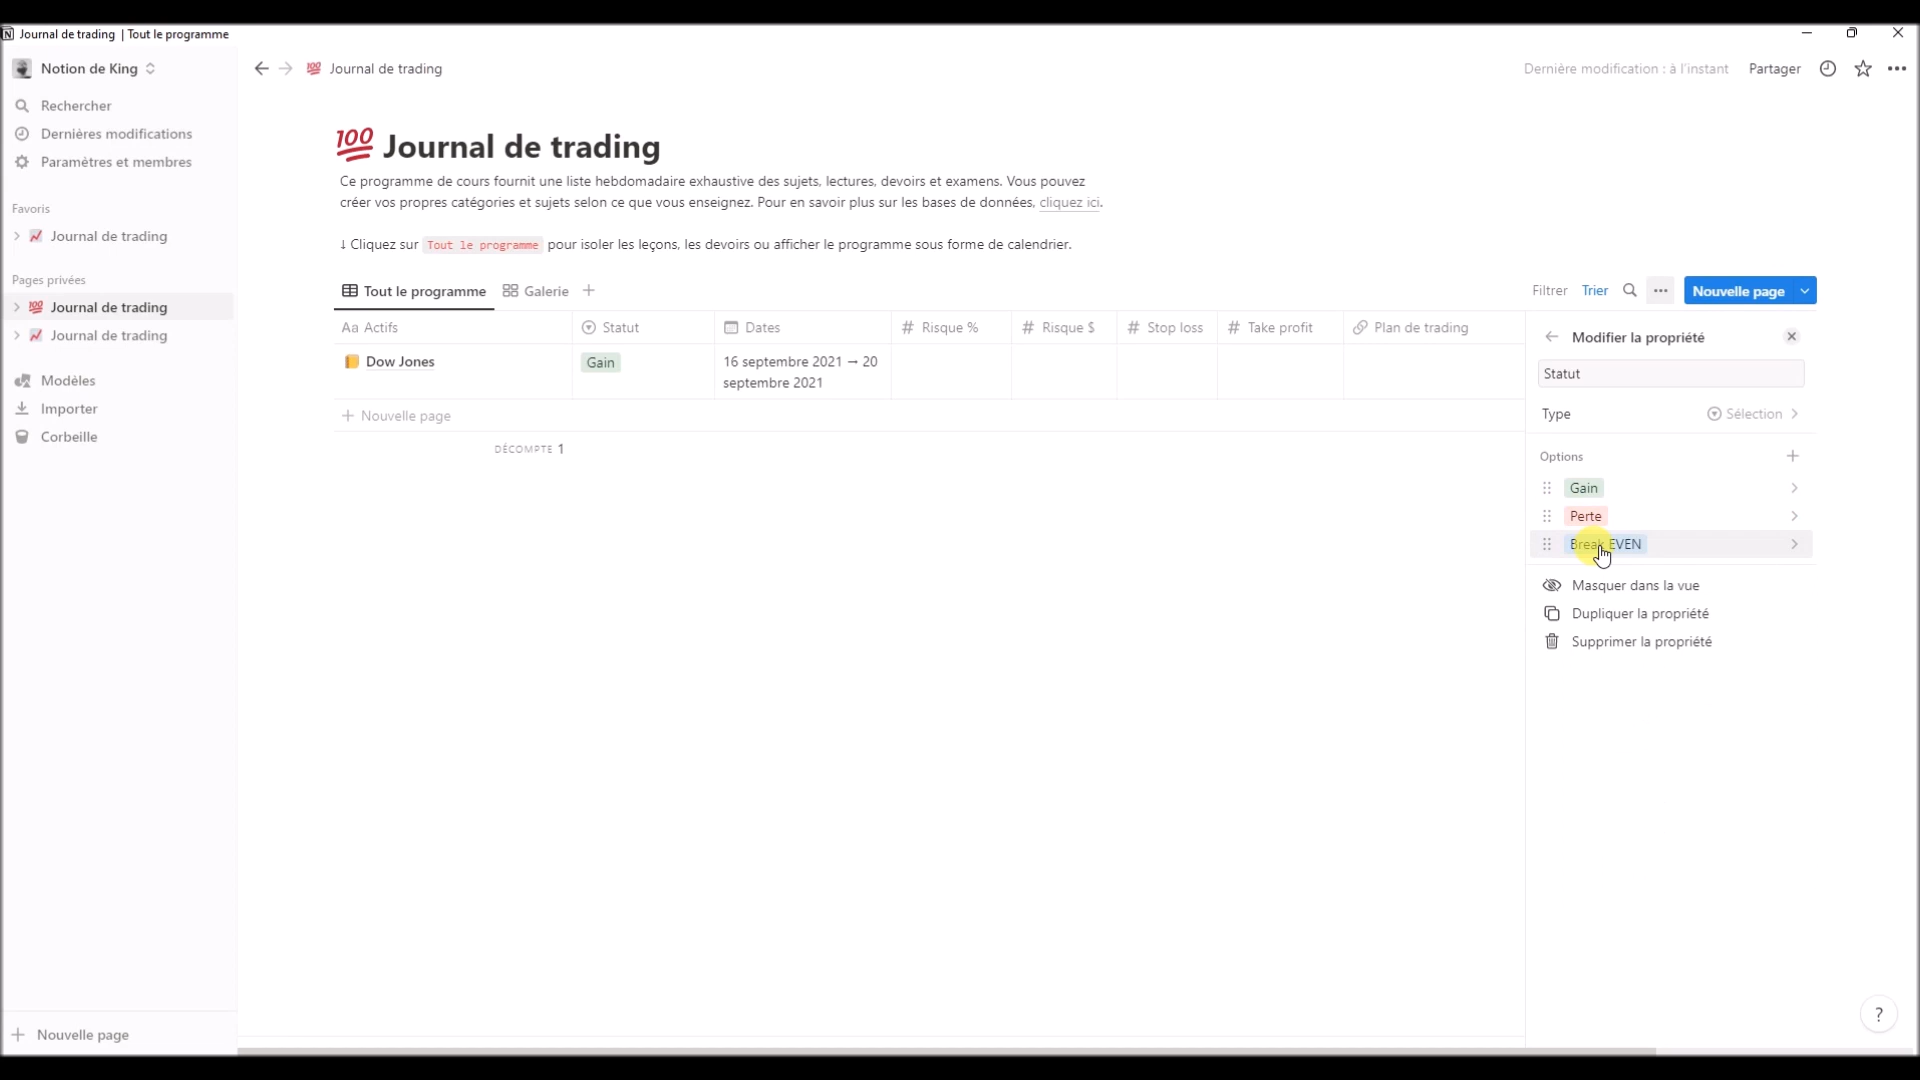 Journal de trading | Tout le programme
Notion de King
Rechercher
Dernières modifications
Paramètres et membres
Favoris
Journal de trading
Pages privées
Journal de trading
Journal de trading
Modèles
Importer
Corbeille
Nouvelle page
Journal de trading
Dernière modification : à l'instant
Partager
Journal de trading
Ce programme de cours fournit une liste hebdomadaire exhaustive des sujets, lectures, devoirs et examens. Vous pouvez
créer vos propres catégories et sujets selon ce que vous enseignez. Pour en savoir plus sur les bases de données, cliquez ici.
↓ Cliquez sur Tout le programme pour isoler les leçons, les devoirs ou afficher le programme sous forme de calendrier.
Tout le programme Galerie
Filtrer Trier Nouvelle page
Aa Actifs Statut Dates # Risque % # Risque $ # Stop loss # Take profit Plan de trading
Dow Jones Gain 16 septembre 2021 → 20
septembre 2021
Nouvelle page
DÉCOMPTE 1
Modifier la propriété
Statut
Type Sélection
Options
Gain
Perte
Break EVEN
Masquer dans la vue
Dupliquer la propriété
Supprimer la propriété
?